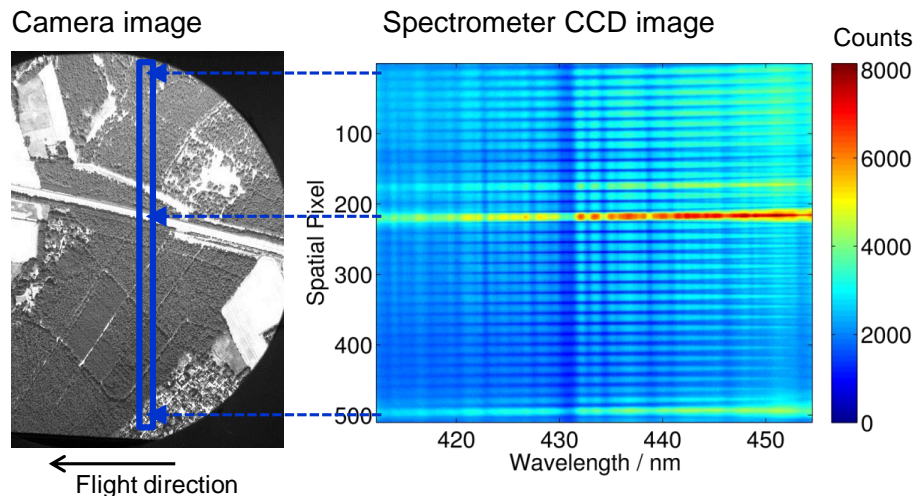 Camera image
Spectrometer CCD image
Counts
8000
6000
4000
2000
0
Spatial Pixel
100
200
300
400
500
420
430
440
450
Wavelength / nm
Flight direction